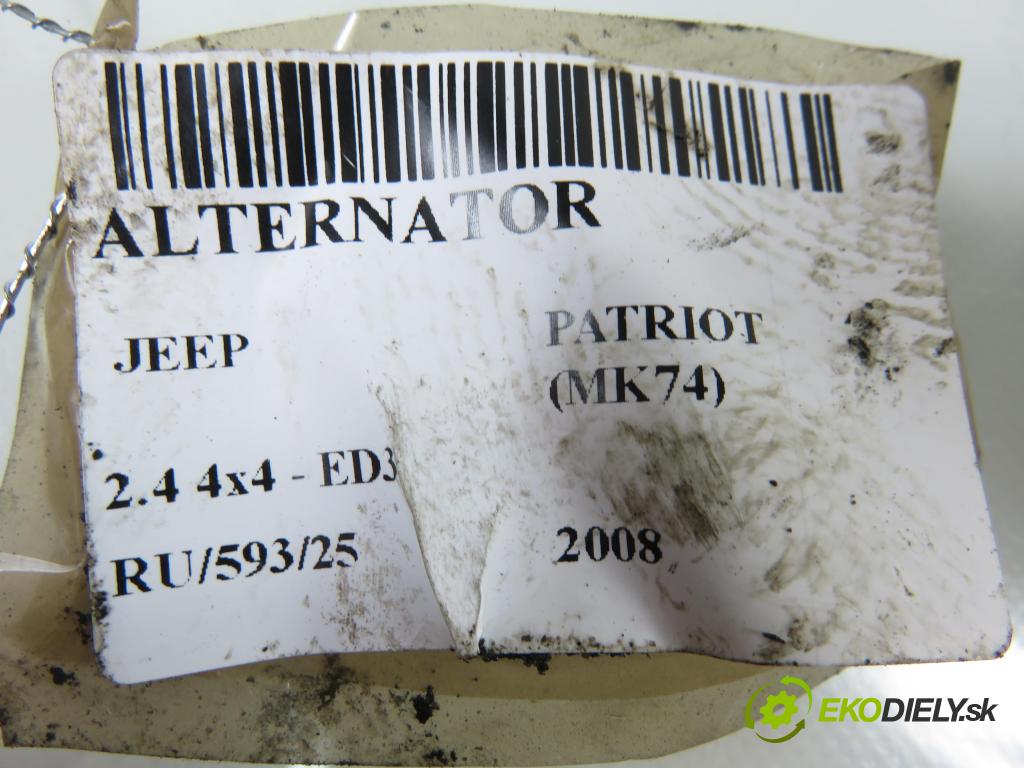 ALTERNATOR
JEEP PATRIOT
(MK74)
2.4 4x4 - ED3
RU/593/25 2008
EKODIELY.sk